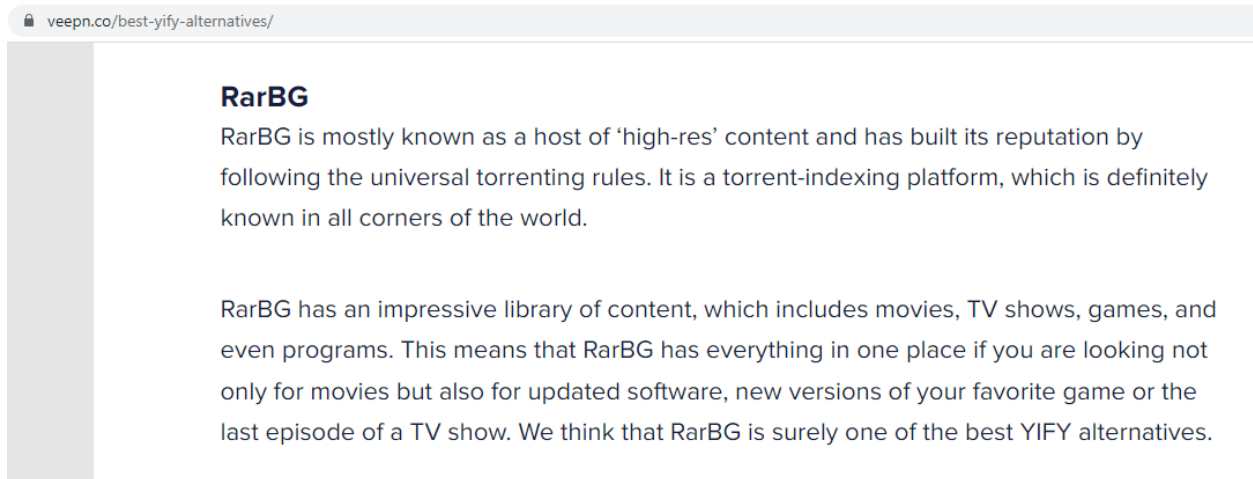 veepn.co/best-yify-alternatives/
RarBG
RarBG is mostly known as a host of ‘high-res’ content and has built its reputation by
following the universal torrenting rules. It is a torrent-indexing platform, which is definitely
known in all corners of the world.
RarBG has an impressive library of content, which includes movies, TV shows, games, and
even programs. This means that RarBG has everything in one place if you are looking not
only for movies but also for updated software, new versions of your favorite game or the
last episode of a TV show. We think that RarBG is surely one of the best YIFY alternatives.